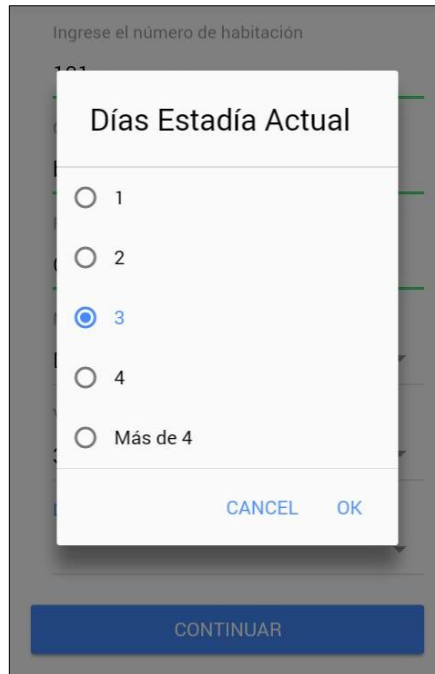 Ingrese el número de habitación
Días Estadía Actual
1
2
3
4
Más de 4
CANCEL
OK
CONTINUAR